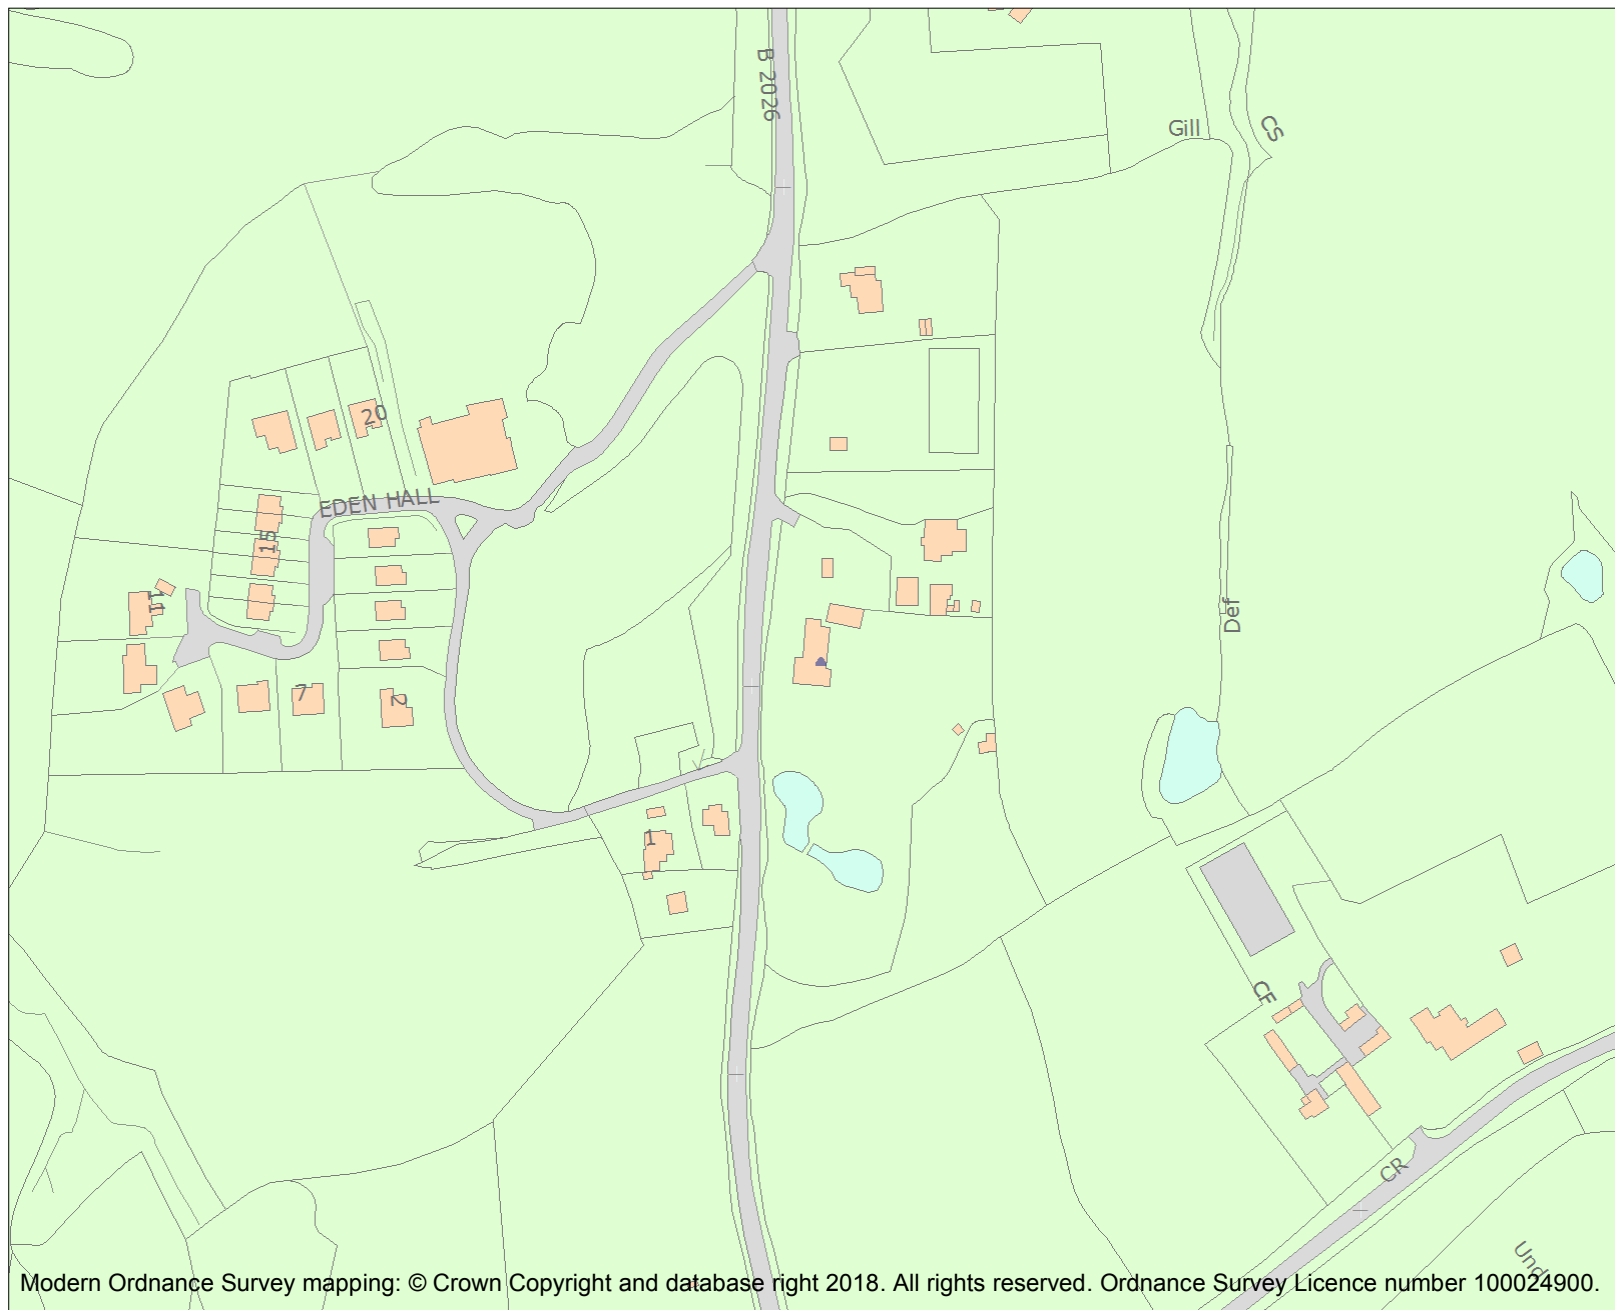 B 2026
Gill
CS
20
EDEN HALL
15
11
Def
7
2
1
CF
CR
Und
Modern Ordnance Survey mapping: © Crown Copyright and database right 2018. All rights reserved. Ordnance Survey Licence number 100024900.